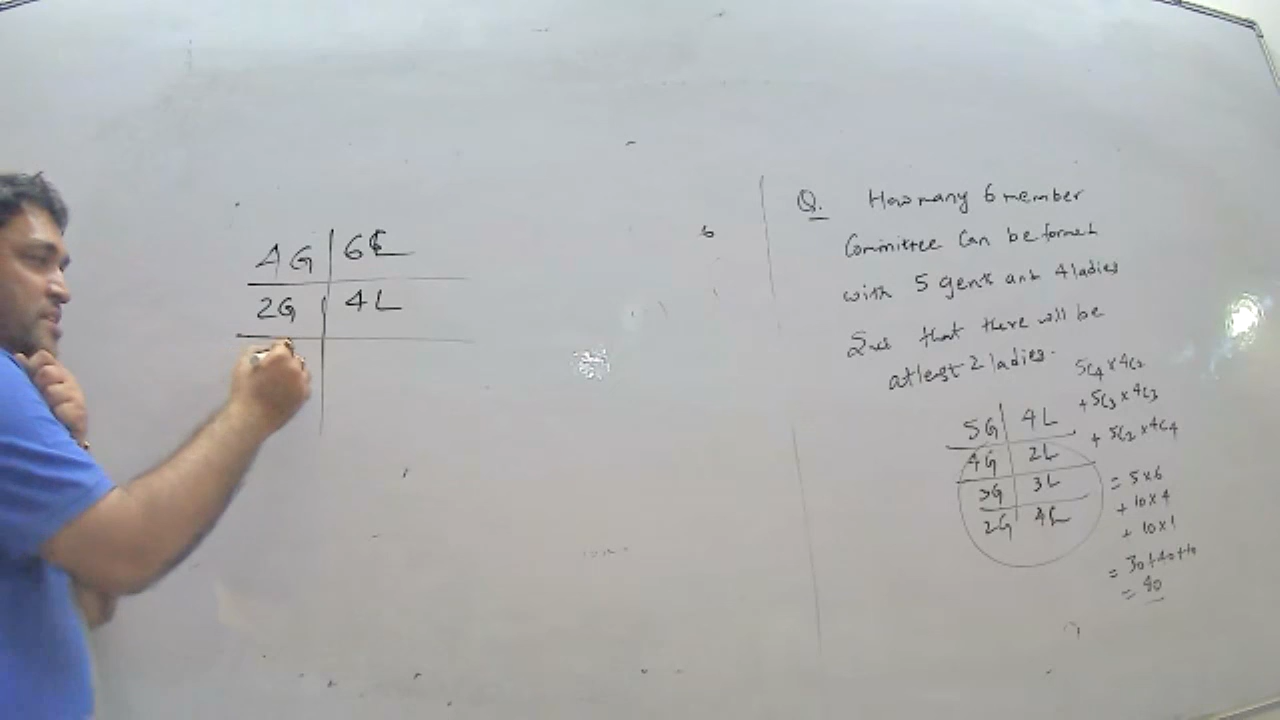 4G | 6L
2G | 4L
6
Q. How many 6 member
Committee can be formed
with 5 gents and 4 ladies
Such that there will be
atleast 2 ladies.
5G | 4L
4G | 2L
3G | 3L
2G | 4L
5C4 x 4C2
+ 5C3 x 4C3
+ 5C2 x 4C4
= 5x6
+ 10x4
+ 10x1
= 30+40+10
= 80